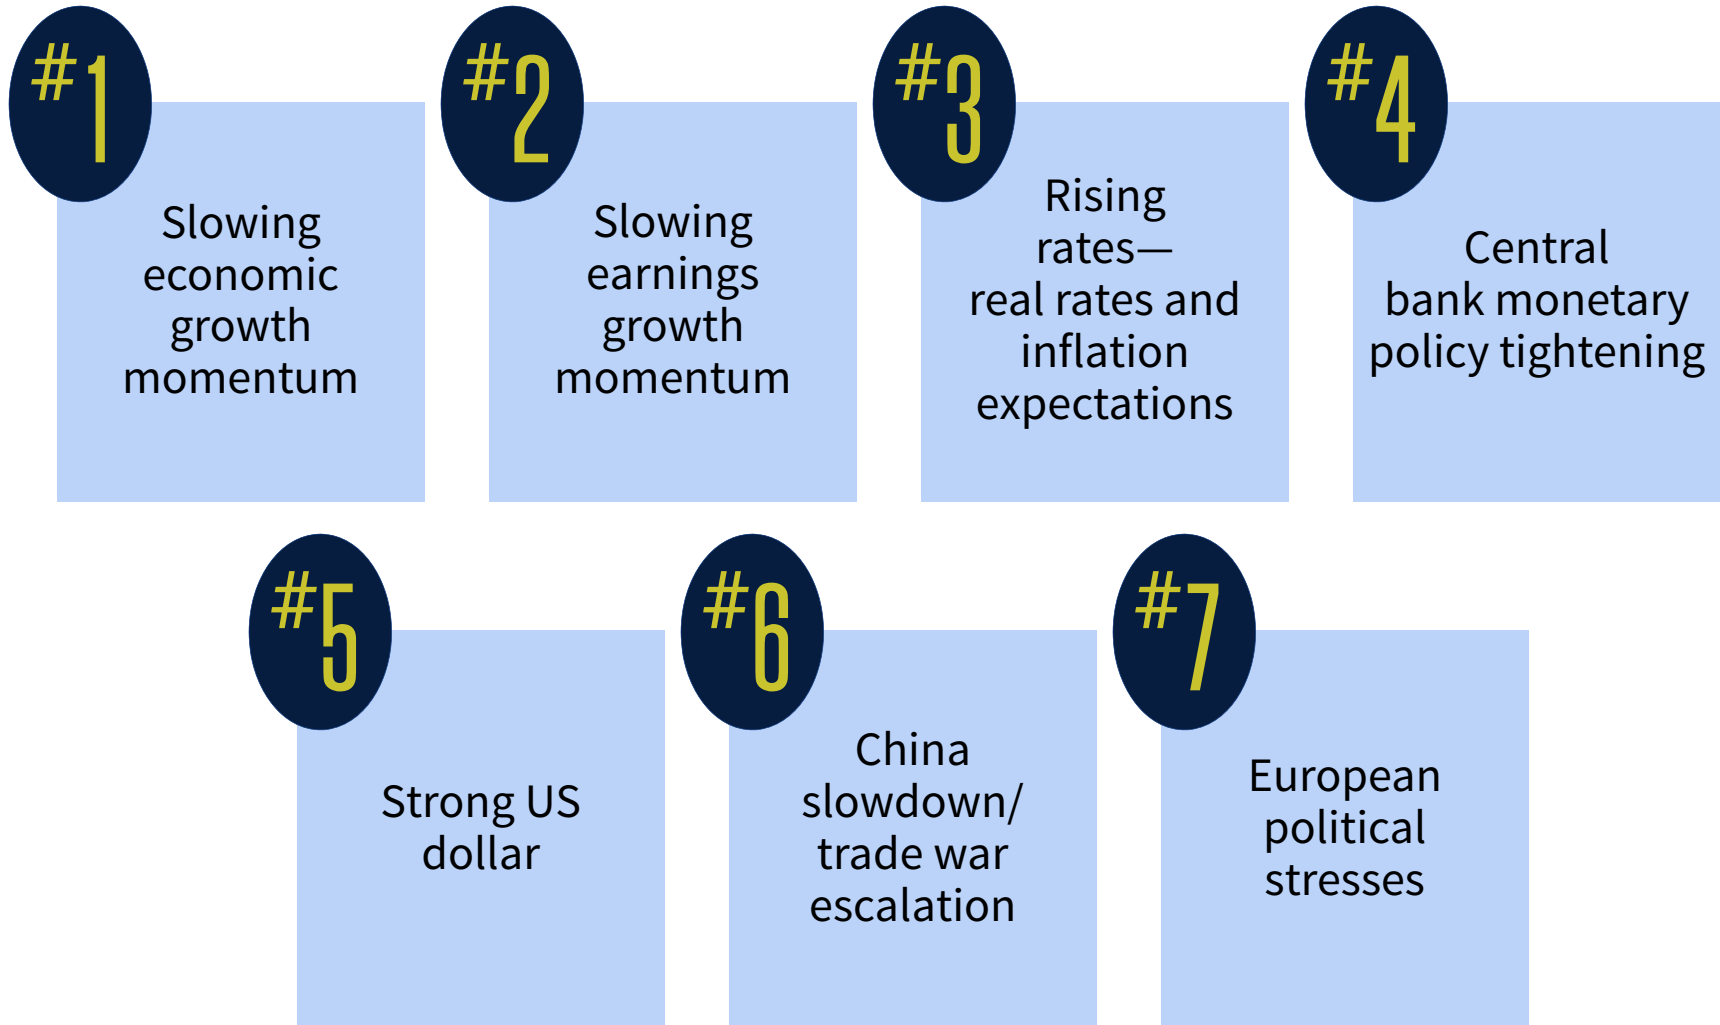 #1
Slowing
economic
growth
momentum
#2
Slowing
earnings
growth
momentum
#3
Rising
rates—
real rates and
inflation
expectations
#4
Central
bank monetary
policy tightening
#5
Strong US
dollar
#6
China
slowdown/
trade war
escalation
#7
European
political
stresses